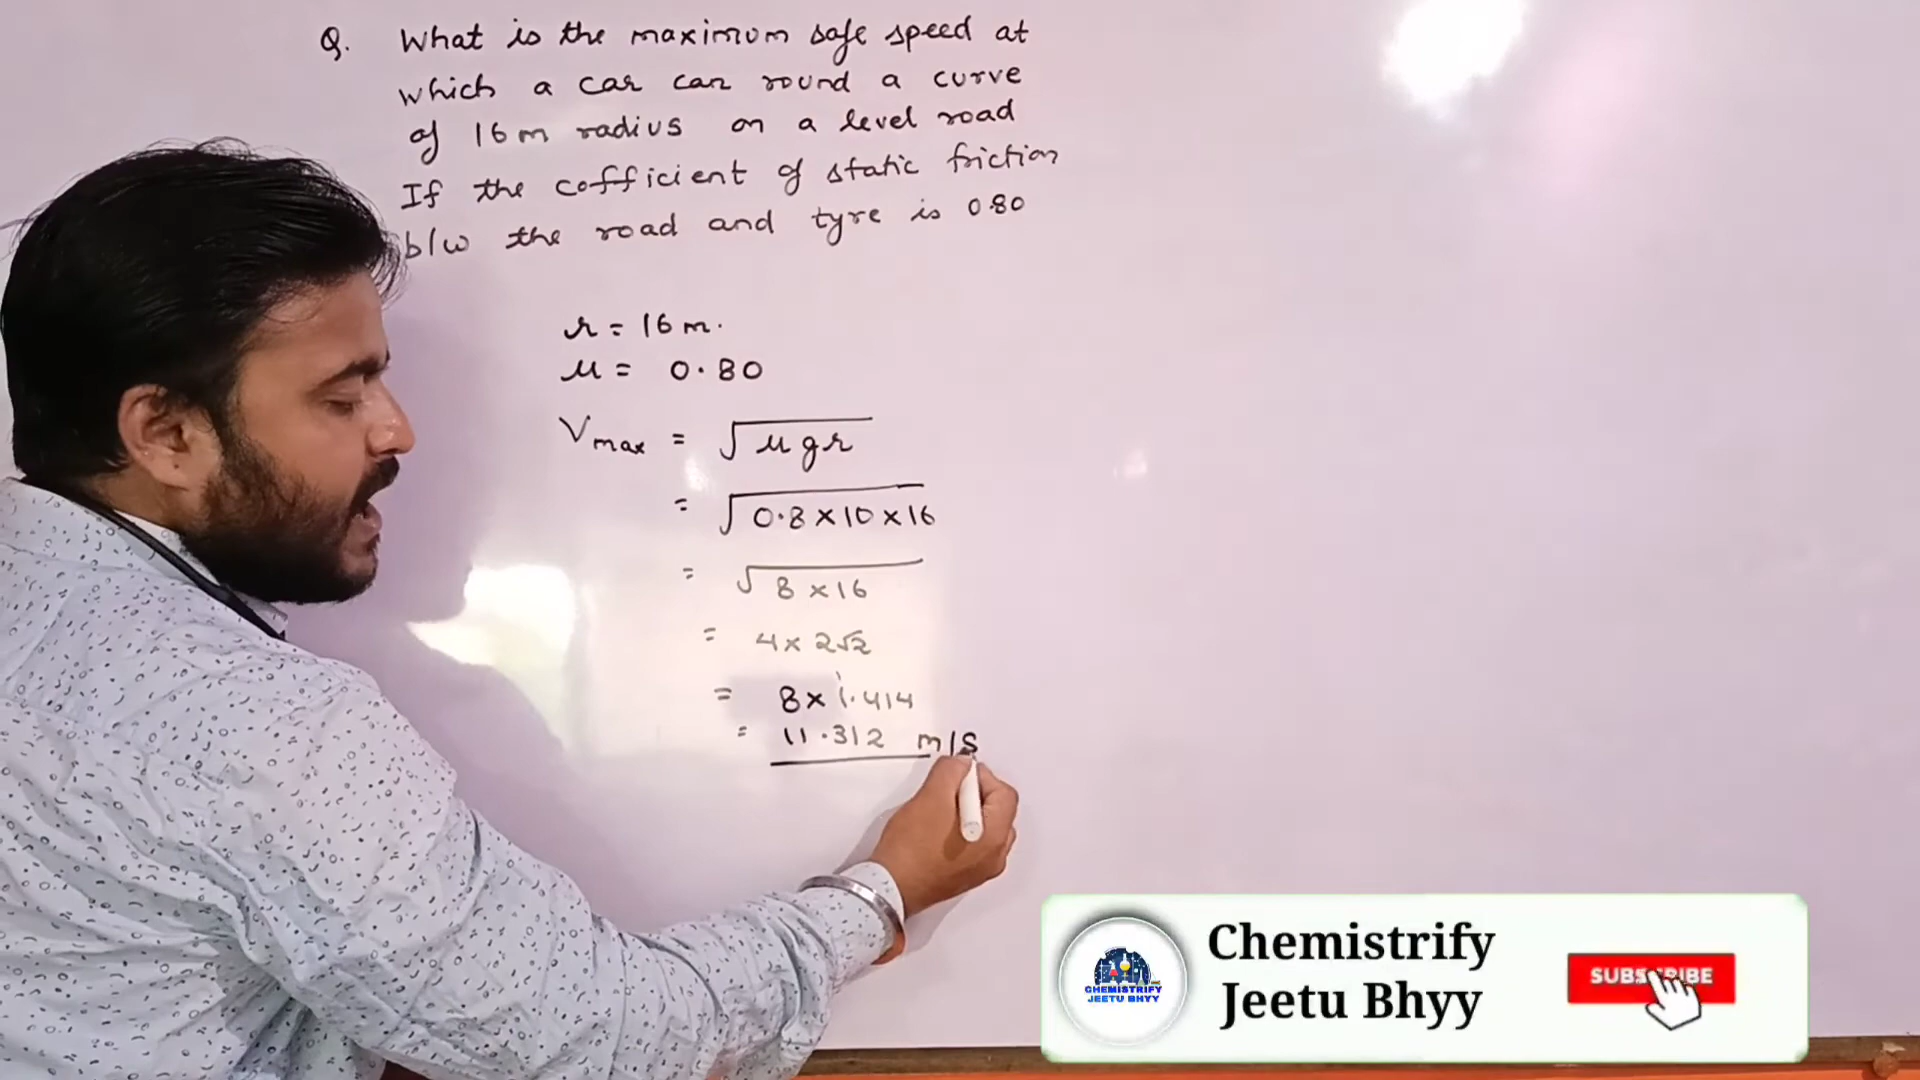 Q. What is the maximum safe speed at
which a car can round a curve
of 16 m radius on a level road
If the cofficient of static friction
b/w the road and tyre is 0.80
r = 16 m.
μ = 0.80
Vmax = √μgr
= √0.8×10×16
= √8×16
= 4×2√2
= 8×1.414
= 11.312 m/s
Chemistrify
Jeetu Bhyy
CHEMISTRIFY
JEETU BHYY
SUBSCRIBE